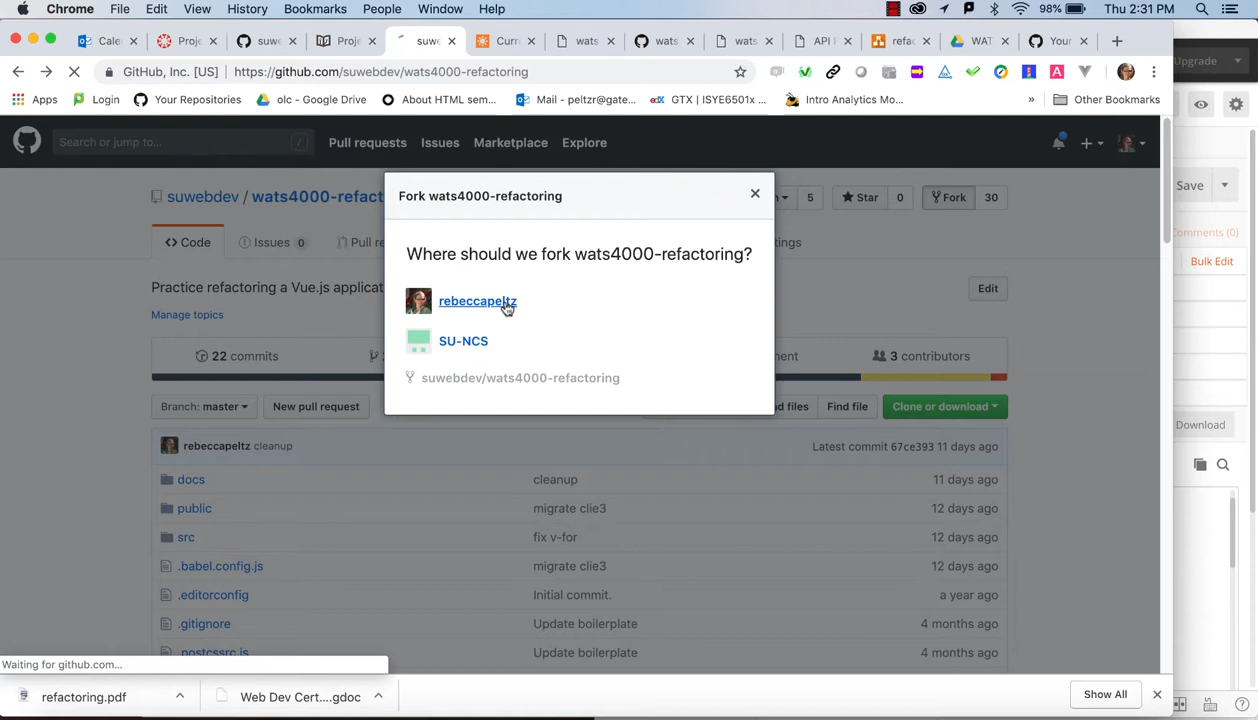 Chrome File Edit View History Bookmarks People Window Help 98% Thu 2:31 PM
Cale Proje suwe Proje suwe Curr wats wats wats API F refac WAT Your
Upgrade
GitHub, Inc. [US] https://github.com/suwebdev/wats4000-refactoring
Apps Login Your Repositories olc - Google Drive About HTML sem... Mail - peltzr@gate... GTX | ISYE6501x ... Intro Analytics Mo... » Other Bookmarks
Search or jump to... / Pull requests Issues Marketplace Explore
Save
Fork wats4000-refactoring
suwebdev / wats4000-refact 5 Star 0 Fork 30
Comments (0)
Code Issues 0 Pull re tings
Where should we fork wats4000-refactoring?
Bulk Edit
Practice refactoring a Vue.js applicat Edit
rebeccapeltz
Manage topics
SU-NCS
22 commits ment 3 contributors
suwebdev/wats4000-refactoring
Branch: master New pull request d files Find file Clone or download
Download
rebeccapeltz cleanup Latest commit 67ce393 11 days ago
docs cleanup 11 days ago
public migrate clie3 12 days ago
src fix v-for 12 days ago
.babel.config.js migrate clie3 12 days ago
.editorconfig Initial commit. a year ago
.gitignore Update boilerplate 4 months ago
.postcssrc.js Update boilerplate 4 months ago
Waiting for github.com...
refactoring.pdf Web Dev Cert....gdoc Show All